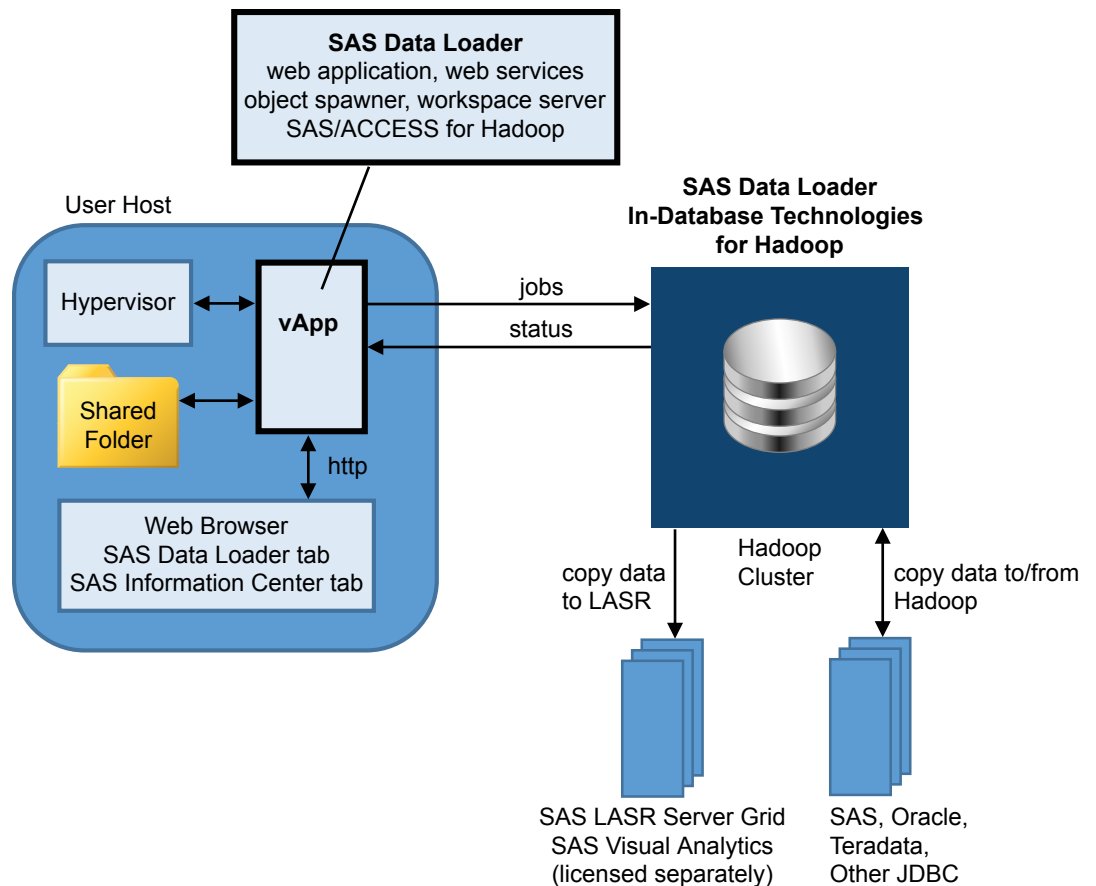 SAS Data Loader
web application, web services
object spawner, workspace server
SAS/ACCESS for Hadoop
User Host
Hypervisor
vApp
Shared
Folder
http
Web Browser
SAS Data Loader tab
SAS Information Center tab
jobs
status
SAS Data Loader
In-Database Technologies
for Hadoop
Hadoop
Cluster
copy data
to LASR
copy data to/from
Hadoop
SAS LASR Server Grid
SAS Visual Analytics
(licensed separately)
SAS, Oracle,
Teradata,
Other JDBC